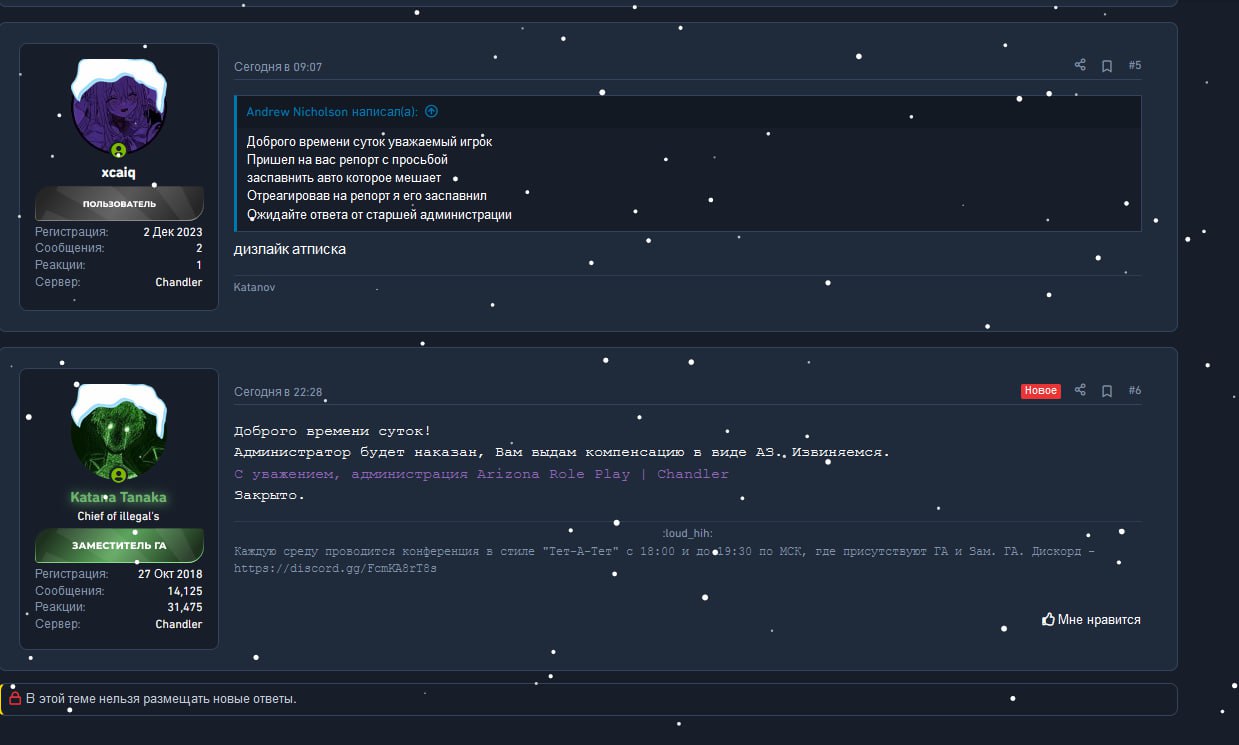 Сегодня в 09:07
#5
xcaiq
ПОЛЬЗОВАТЕЛЬ
Регистрация: 2 Дек 2023
Сообщения: 2
Реакции: 1
Сервер: Chandler
Andrew Nicholson написал(а):
Доброго времени суток уважаемый игрок
Пришел на вас репорт с просьбой
заспавнить авто которое мешает
Отреагировав на репорт я его заспавнил
Ожидайте ответа от старшей администрации
дизлайк атписка
Katanov
Сегодня в 22:28
Новое
#6
Katana Tanaka
Chief of illegal's
ЗАМЕСТИТЕЛЬ ГА
Регистрация: 27 Окт 2018
Сообщения: 14,125
Реакции: 31,475
Сервер: Chandler
Доброго времени суток!
Администратор будет наказан, Вам выдам компенсацию в виде АЗ. Извиняемся.
С уважением, администрация Arizona Role Play | Chandler
Закрыто.
:loud_hih:
Каждую среду проводится конференция в стиле "Тет-А-Тет" с 18:00 и до 19:30 по МСК, где присутствуют ГА и Зам. ГА. Дискорд -
https://discord.gg/FcmKA8rT8s
Мне нравится
В этой теме нельзя размещать новые ответы.